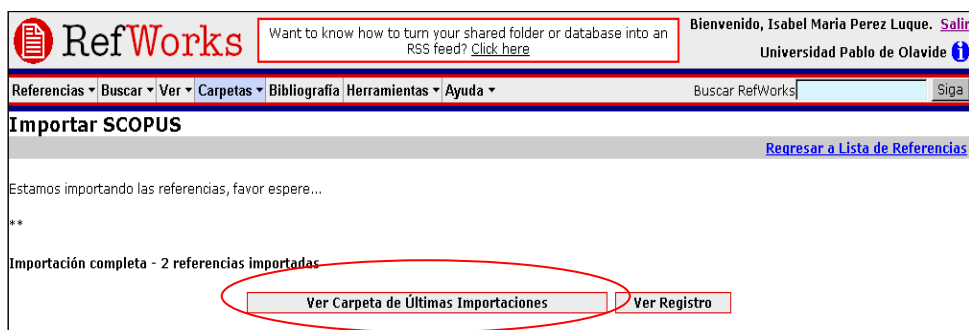 RefWorks
Want to know how to turn your shared folder or database into an
RSS feed? Click here
Bienvenido, Isabel Maria Perez Luque. Salir
Universidad Pablo de Olavide i
Referencias Buscar Ver Carpetas Bibliografía Herramientas Ayuda
Buscar RefWorks Siga
Importar SCOPUS
Regresar a Lista de Referencias
Estamos importando las referencias, favor espere...
**
Importación completa - 2 referencias importadas
Ver Carpeta de Últimas Importaciones Ver Registro